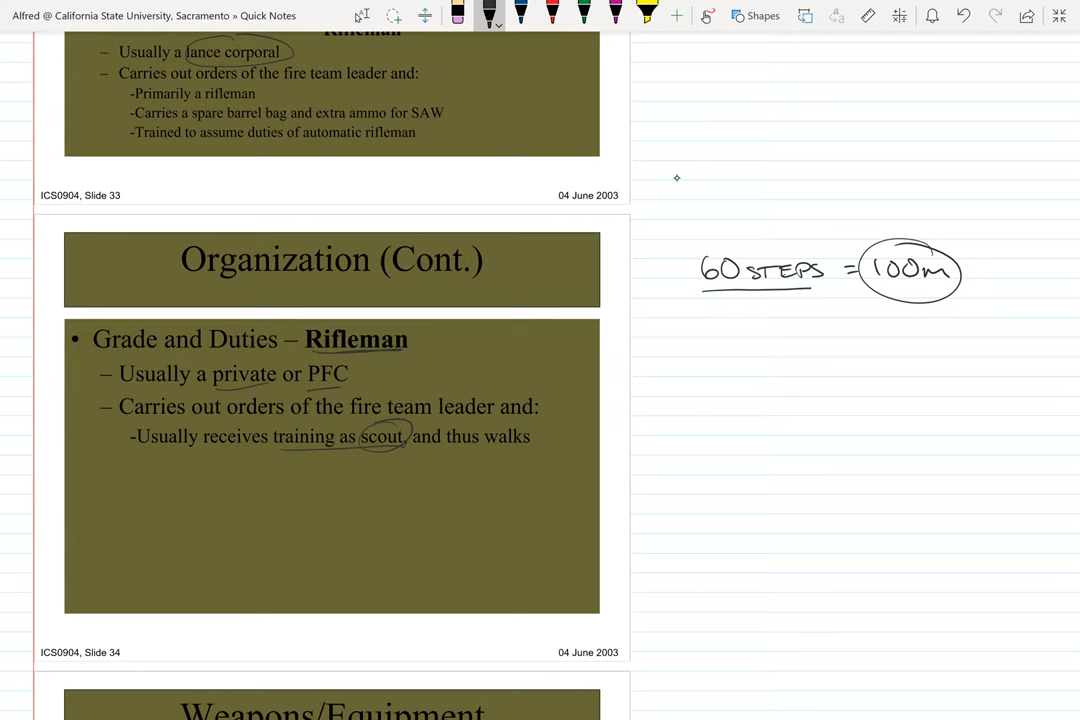 Alfred @ California State University, Sacramento » Quick Notes
Shapes
Rifleman
– Usually a lance corporal
– Carries out orders of the fire team leader and:
-Primarily a rifleman
-Carries a spare barrel bag and extra ammo for SAW
-Trained to assume duties of automatic rifleman
ICS0904, Slide 33 04 June 2003
Organization (Cont.)
60 STEPS = 100m
• Grade and Duties – Rifleman
– Usually a private or PFC
– Carries out orders of the fire team leader and:
-Usually receives training as scout, and thus walks
ICS0904, Slide 34 04 June 2003
Weapons/Equipment